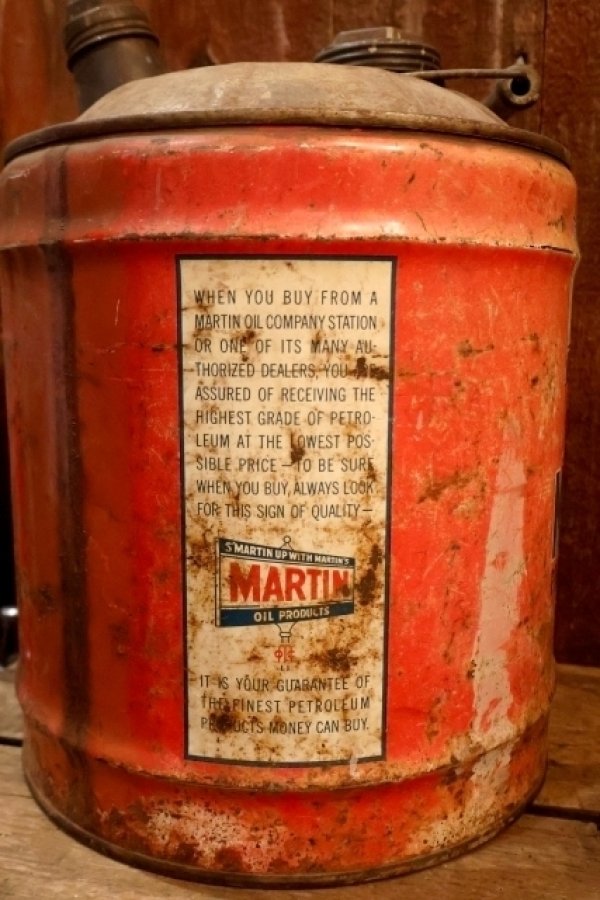 WHEN YOU BUY FROM A
MARTIN OIL COMPANY STATION
OR ONE OF ITS MANY AU-
THORIZED DEALERS, YOU ARE
ASSURED OF RECEIVING THE
HIGHEST GRADE OF PETRO-
LEUM AT THE LOWEST POS-
SIBLE PRICE — TO BE SURE
WHEN YOU BUY, ALWAYS LOOK
FOR THIS SIGN OF QUALITY —
S'MARTIN UP WITH MARTIN'S
MARTIN
OIL PRODUCTS
IT IS YOUR GUARANTEE OF
THE FINEST PETROLEUM
PRODUCTS MONEY CAN BUY.